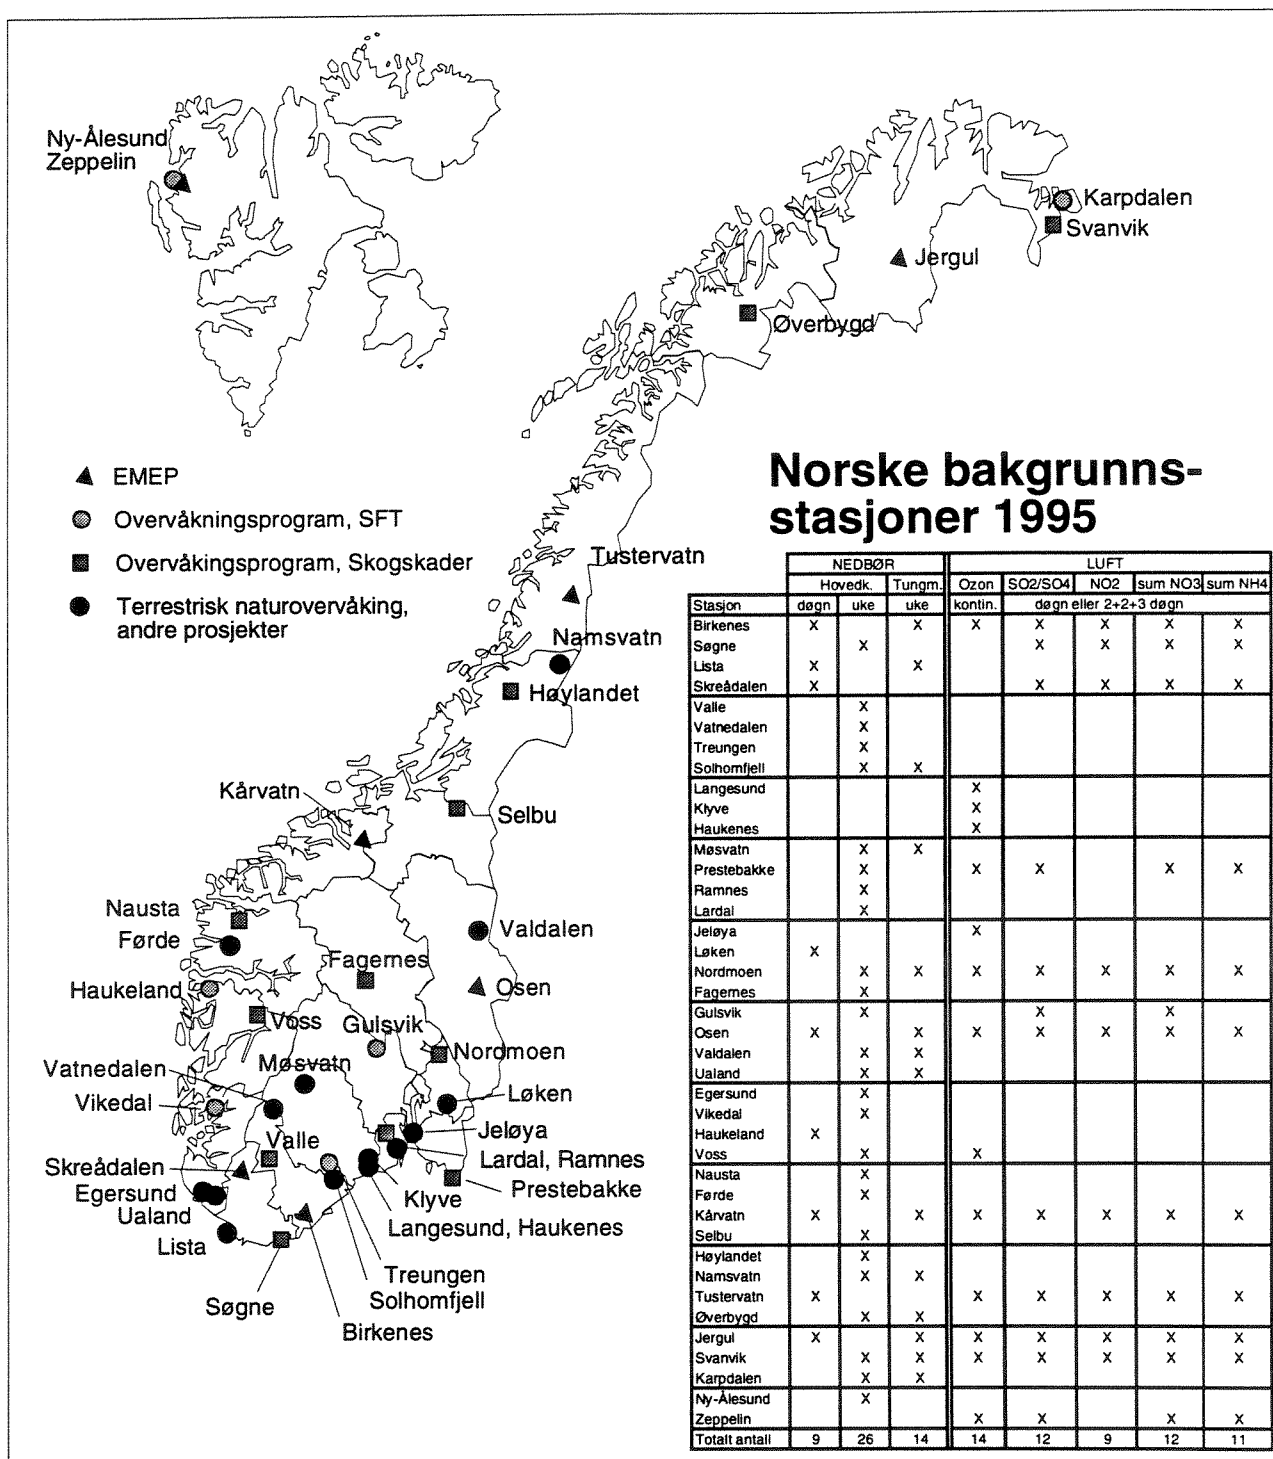 Ny-Ålesund
Zeppelin
Karpdalen
Svanvik
Jergul
Øverbygd
▲ EMEP
Overvåkningsprogram, SFT
Overvåkingsprogram, Skogskader
Terrestrisk naturovervåking,
andre prosjekter
Tustervatn
Namsvatn
Høylandet
Kårvatn
Selbu
Nausta
Førde
Valdalen
Fagernes
Haukeland
Osen
Voss
Gulsvik
Nordmoen
Vatnedalen
Møsvatn
Vikedal
Løken
Jeløya
Valle
Lardal, Ramnes
Skreådalen
Klyve
Prestebakke
Egersund
Ualand
Langesund, Haukenes
Lista
Treungen
Solhomfjell
Søgne
Birkenes
Norske bakgrunns-
stasjoner 1995
NEDBØR LUFT
Hovedk. Tungm. Ozon SO2/SO4 NO2 sum NO3 sum NH4
Stasjon døgn uke uke kontin. døgn eller 2+2+3 døgn
Birkenes X X X X X X X
Søgne X X X X X
Lista X X
Skreådalen X X X X X
Valle X
Vatnedalen X
Treungen X
Solhomfjell X X
Langesund X
Klyve X
Haukenes X
Møsvatn X X
Prestebakke X X X X X
Ramnes X
Lardal X
Jeløya X
Løken X
Nordmoen X X X X X X X
Fagernes X
Gulsvik X X X
Osen X X X X X X X
Valdalen X X
Ualand X X
Egersund X
Vikedal X
Haukeland X
Voss X X
Nausta X
Førde X
Kårvatn X X X X X X X
Selbu X
Høylandet X
Namsvatn X X
Tustervatn X X X X X X
Øverbygd X X
Jergul X X X X X X X
Svanvik X X X X X X X
Karpdalen X X
Ny-Ålesund X
Zeppelin X X X X
Totalt antall 9 26 14 14 12 9 12 11